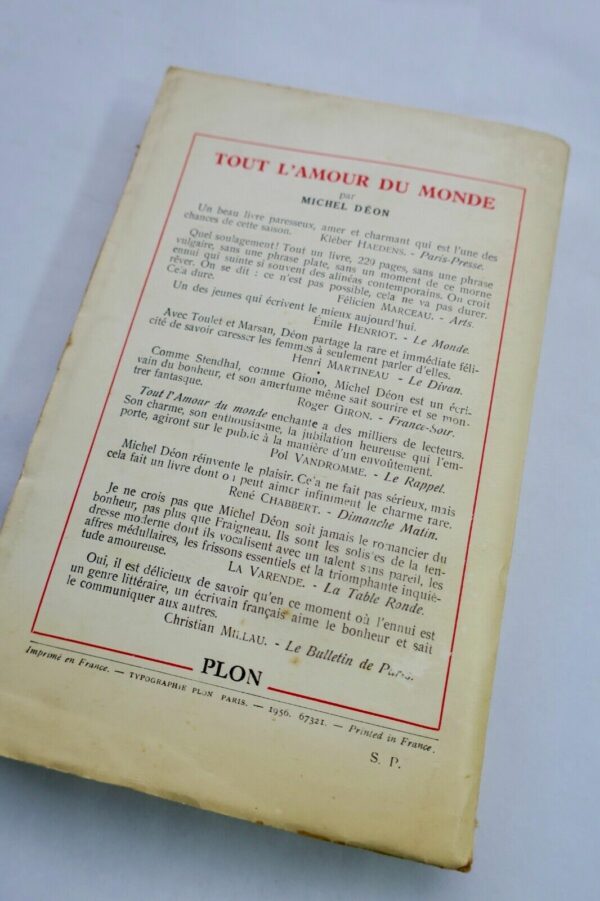 TOUT L'AMOUR DU MONDE
par
MICHEL DÉON
Un beau livre paresseux, amer et charmant qui est l'une des
chances de cette saison. Kléber HAEDENS. - Paris-Presse.
Quel soulagement! Tout un livre, 220 pages, sans une phrase
vulgaire, sans une phrase plate, sans un moment de ce morne
ennui qui suinte si souvent des alinéas contemporains. On croit
rêver. On se dit : ce n'est pas possible, cela ne va pas durer.
Cela dure. Félicien MARCEAU. - Arts.
Un des jeunes qui écrivent le mieux aujourd'hui.
Émile HENRIOT. - Le Monde.
Avec Toulet et Marsan, Déon partage la rare et immédiate féli-
cité de savoir caresser les femmes à seulement parler d'elles.
Henri MARTINEAU - Le Divan.
Comme Stendhal, comme Giono, Michel Déon est un écri-
vain du bonheur, et son amertume même sait sourire et se mon-
trer fantasque. Roger GIRON. - France-Soir.
Tout l'Amour du monde enchante a des milliers de lecteurs.
Son charme, son enthousiasme, la jubilation heureuse qui l'em-
porte, agiront sur le public à la manière d'un envoûtement.
Pol VANDROMME. - Le Rappel.
Michel Déon réinvente le plaisir. Ce'a ne fait pas sérieux, mais
cela fait un livre dont o peut aimer infiniment le charme rare.
René CHABBERT. - Dimanche Matin.
Je ne crois pas que Michel Déon soit jamais le romancier du
bonheur, pas plus que Fraigneau. Ils sont les solis es de la ten-
dresse moderne dont ils vocalisent avec un talent sans pareil, les
affres médullaires, les frissons essentiels et la triomphante inquié-
tude amoureuse. LA VARENDE. - La Table Ronde.
Oui, il est délicieux de savoir qu'en ce moment où l'ennui est
un genre littéraire, un écrivain français aime le bonheur et sait
le communiquer aux autres.
Christian MILLAU. - Le Bulletin de Paris.
PLON
Imprimé en France. — TYPOGRAPHIE PLON PARIS. — 1956. 67321. — Printed in France.
S. P.